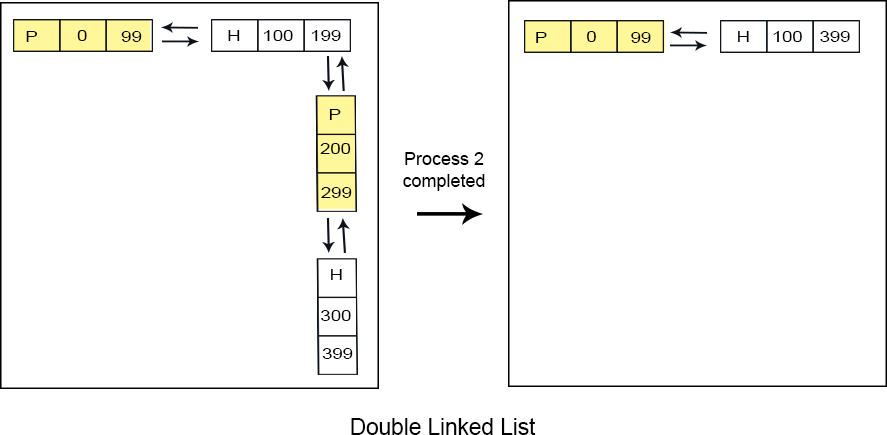 P 0 99 H 100 199
P
200
299
H
300
399
Process 2
completed
P 0 99 H 100 399
Double Linked List